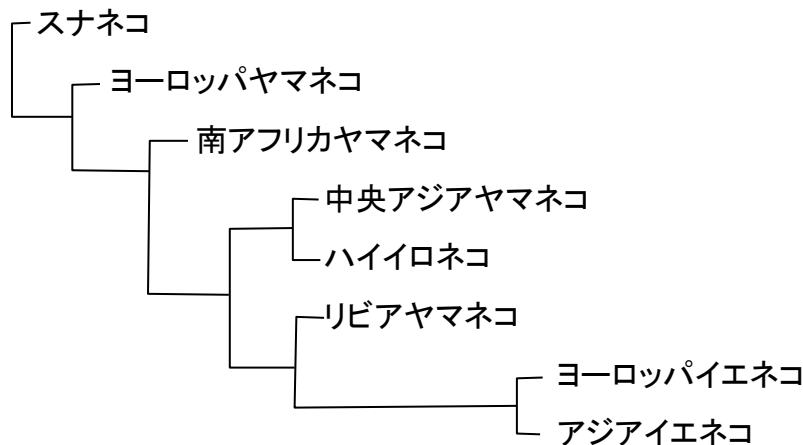 スナネコ
ヨーロッパヤマネコ
南アフリカヤマネコ
中央アジアヤマネコ
ハイイロネコ
リビアヤマネコ
ヨーロッパイエネコ
アジアイエネコ